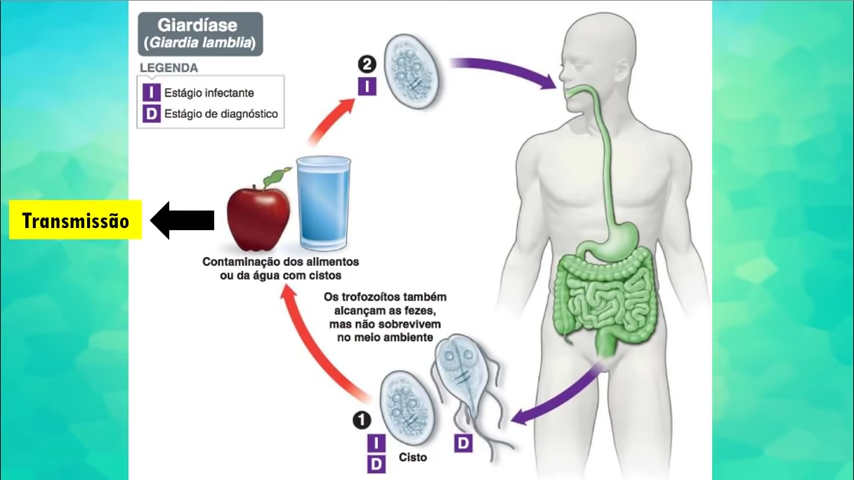 Giardíase
(Giardia lamblia)
LEGENDA
I Estágio infectante
D Estágio de diagnóstico
2
I
Transmissão
Contaminação dos alimentos
ou da água com cistos
Os trofozoítos também
alcançam as fezes,
mas não sobrevivem
no meio ambiente
1
I
D
Cisto
D